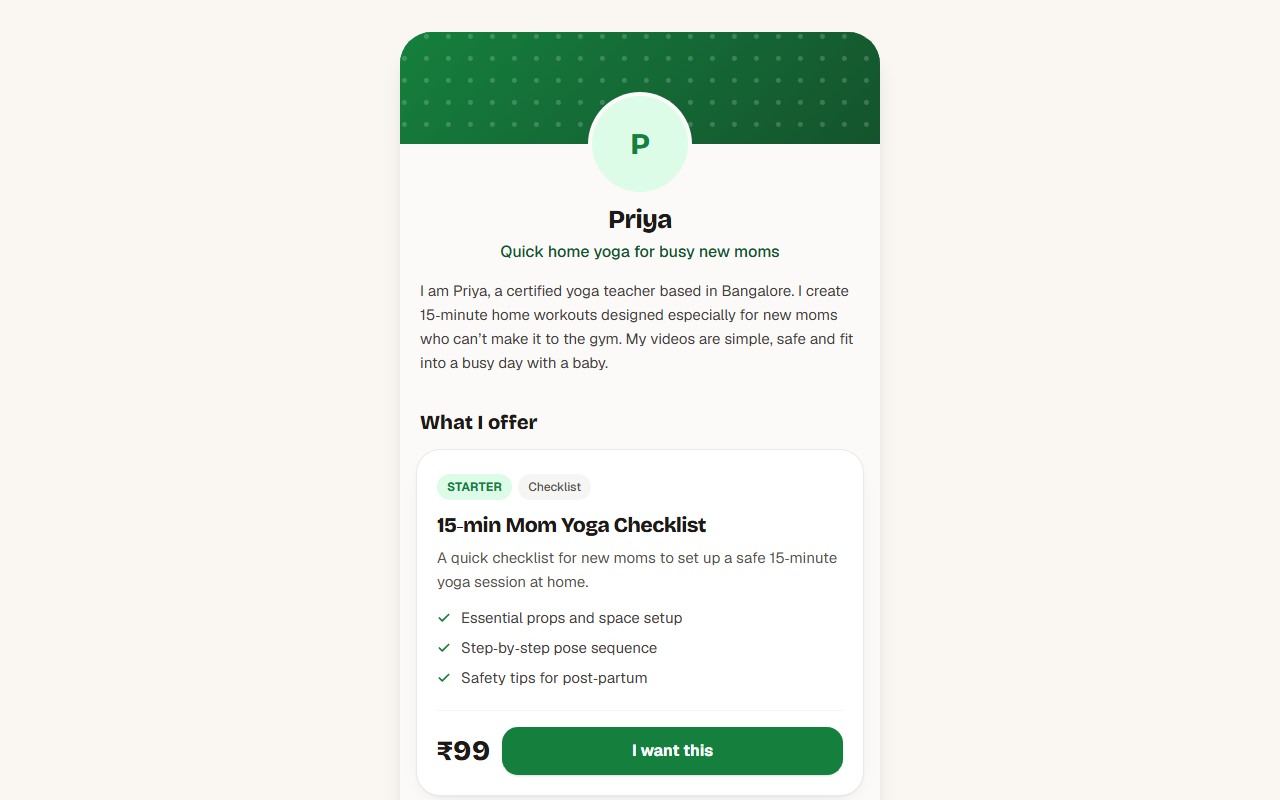 P
Priya
Quick home yoga for busy new moms
I am Priya, a certified yoga teacher based in Bangalore. I create
15-minute home workouts designed especially for new moms
who can’t make it to the gym. My videos are simple, safe and fit
into a busy day with a baby.
What I offer
STARTER Checklist
15-min Mom Yoga Checklist
A quick checklist for new moms to set up a safe 15-minute
yoga session at home.
Essential props and space setup
Step-by-step pose sequence
Safety tips for post-partum
₹99 I want this